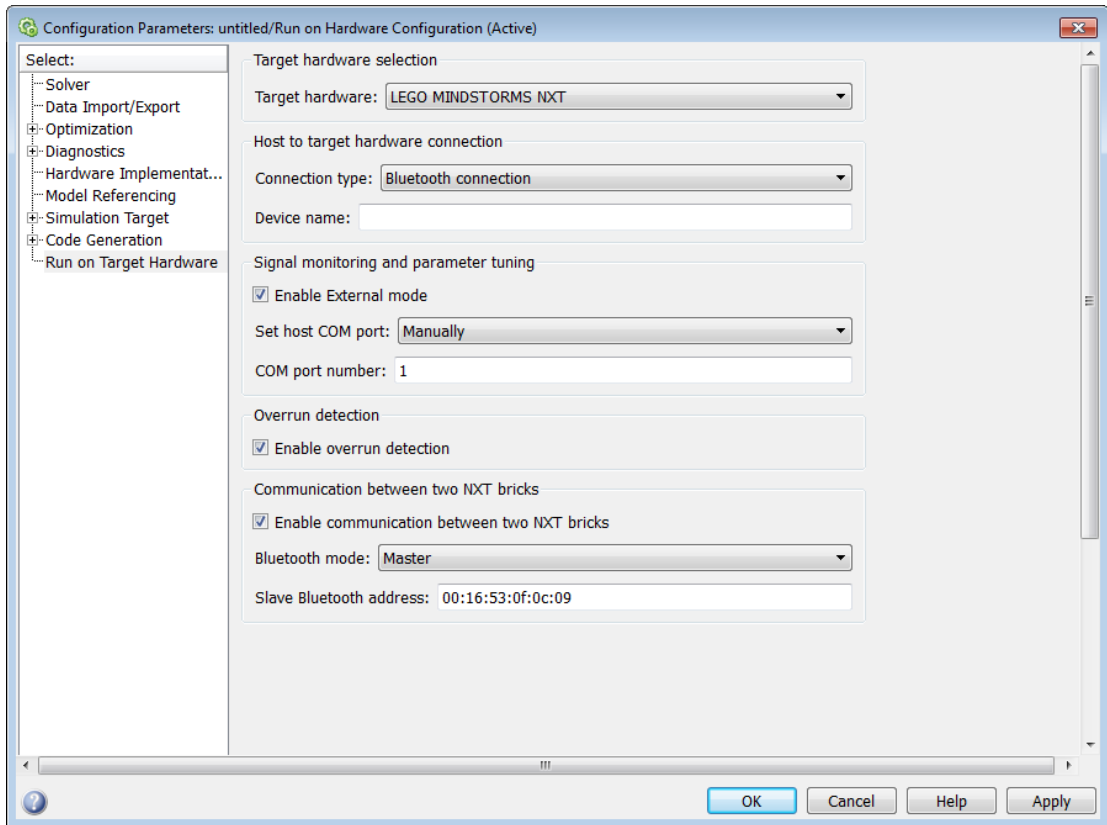 Configuration Parameters: untitled/Run on Hardware Configuration (Active)
Select:
Solver
Data Import/Export
Optimization
Diagnostics
Hardware Implementat...
Model Referencing
Simulation Target
Code Generation
Run on Target Hardware
Target hardware selection
Target hardware: LEGO MINDSTORMS NXT
Host to target hardware connection
Connection type: Bluetooth connection
Device name:
Signal monitoring and parameter tuning
Enable External mode
Set host COM port: Manually
COM port number: 1
Overrun detection
Enable overrun detection
Communication between two NXT bricks
Enable communication between two NXT bricks
Bluetooth mode: Master
Slave Bluetooth address: 00:16:53:0f:0c:09
OK Cancel Help Apply